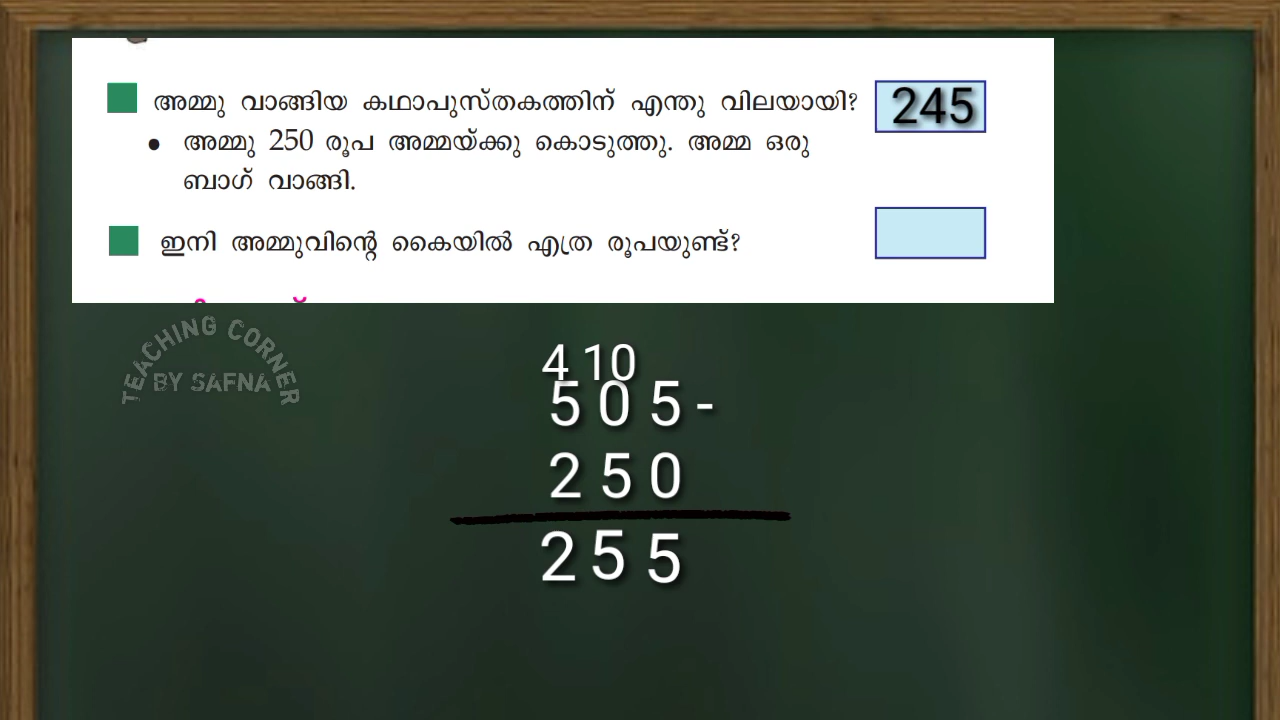 അമ്മു വാങ്ങിയ കഥാപുസ്തകത്തിന് എന്തു വിലയായി? 245
• അമ്മു 250 രൂപ അമ്മയ്ക്കു കൊടുത്തു. അമ്മ ഒരു
ബാഗ് വാങ്ങി.
ഇനി അമ്മുവിന്റെ കൈയിൽ എത്ര രൂപയുണ്ട്?
TEACHING CORNER
BY SAFNA
4 10
5 0 5 -
2 5 0
2 5 5